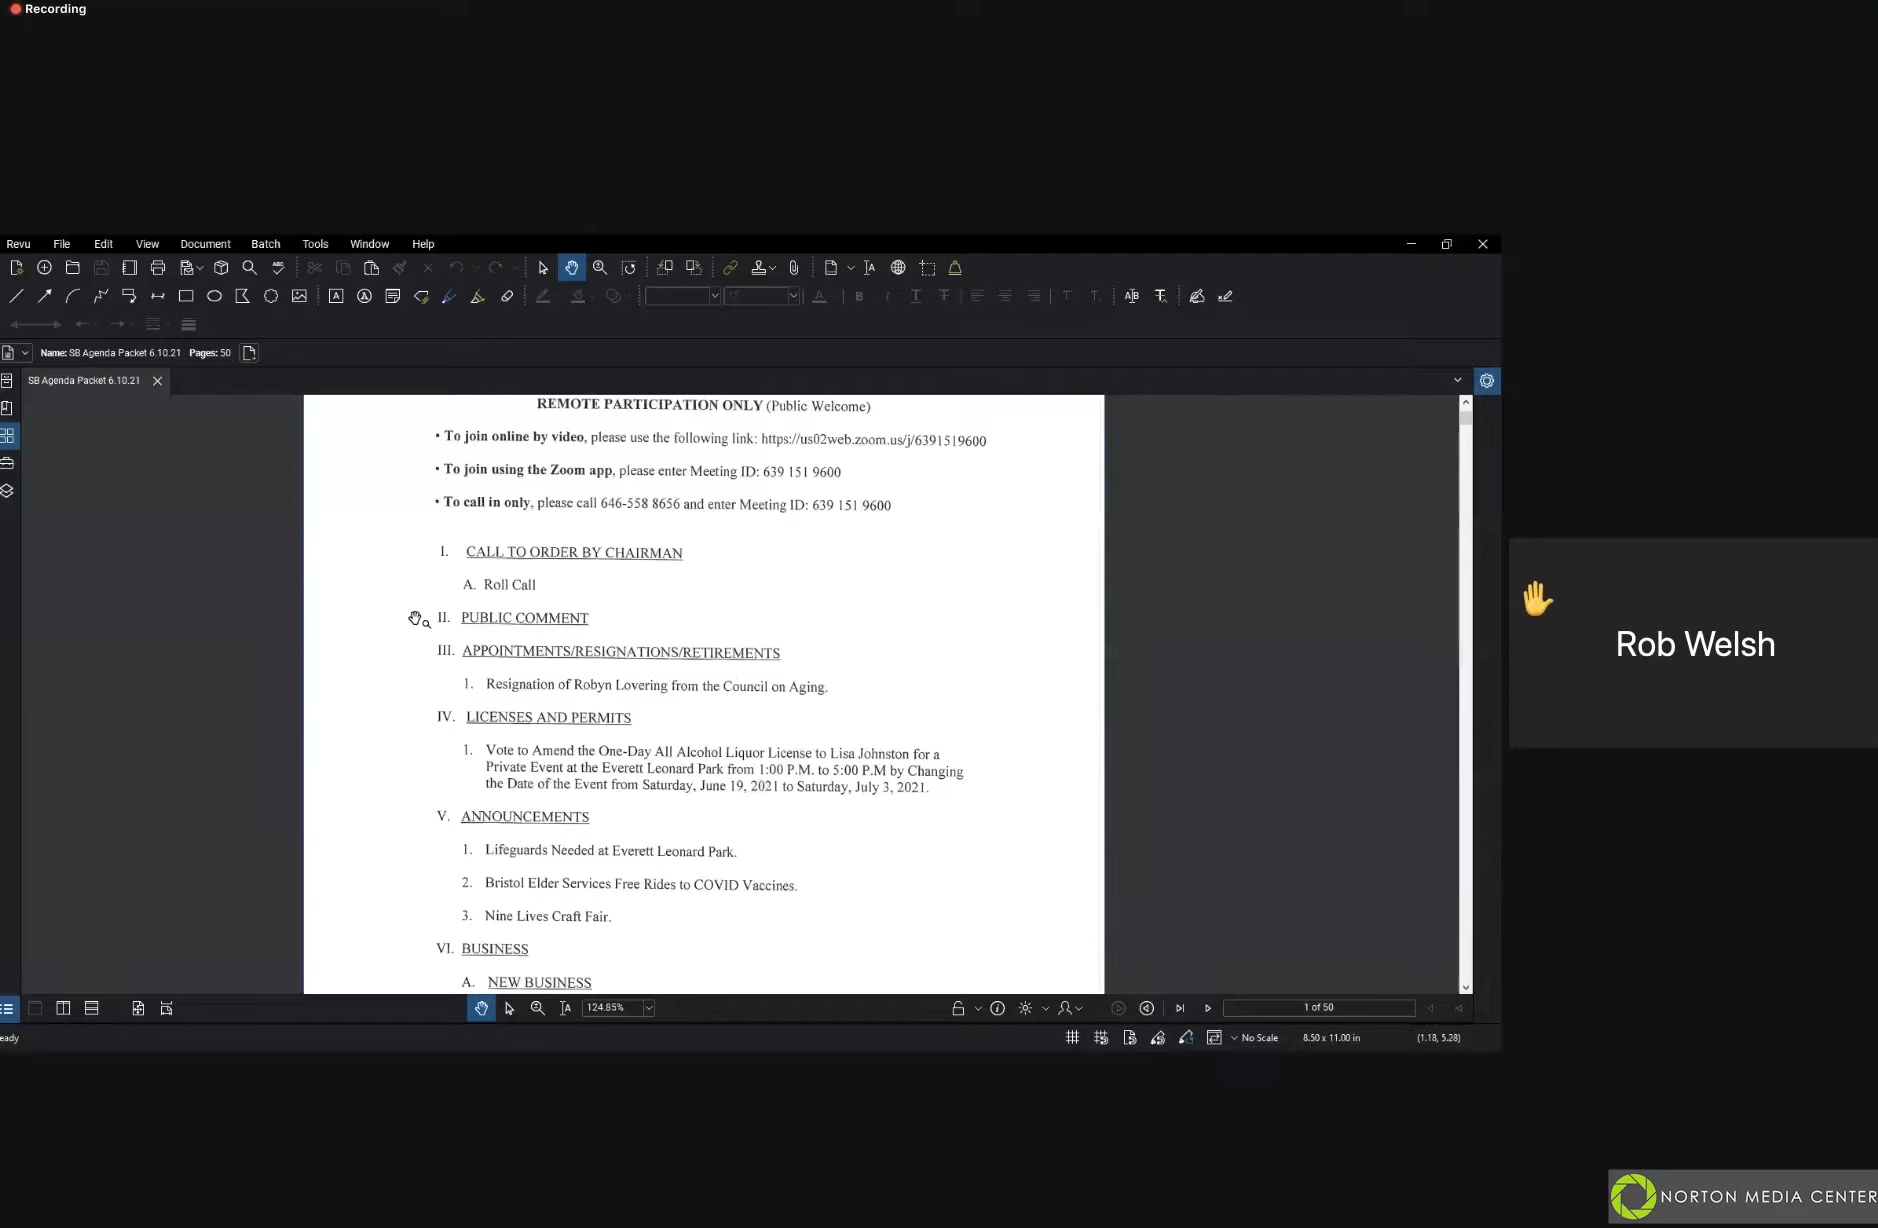 Recording
Revu File Edit View Document Batch Tools Window Help
Name: SB Agenda Packet 6.10.21 Pages: 50
SB Agenda Packet 6.10.21
REMOTE PARTICIPATION ONLY (Public Welcome)
• To join online by video, please use the following link: https://us02web.zoom.us/j/6391519600
• To join using the Zoom app, please enter Meeting ID: 639 151 9600
• To call in only, please call 646-558 8656 and enter Meeting ID: 639 151 9600
I. CALL TO ORDER BY CHAIRMAN
A. Roll Call
II. PUBLIC COMMENT
III. APPOINTMENTS/RESIGNATIONS/RETIREMENTS
1. Resignation of Robyn Lovering from the Council on Aging.
IV. LICENSES AND PERMITS
1. Vote to Amend the One-Day All Alcohol Liquor License to Lisa Johnston for a
Private Event at the Everett Leonard Park from 1:00 P.M. to 5:00 P.M by Changing
the Date of the Event from Saturday, June 19, 2021 to Saturday, July 3, 2021.
V. ANNOUNCEMENTS
1. Lifeguards Needed at Everett Leonard Park.
2. Bristol Elder Services Free Rides to COVID Vaccines.
3. Nine Lives Craft Fair.
VI. BUSINESS
A. NEW BUSINESS
Rob Welsh
124.85%
1 of 50
eady
No Scale 8.50 x 11.00 in (1.18, 5.28)
NORTON MEDIA CENTER